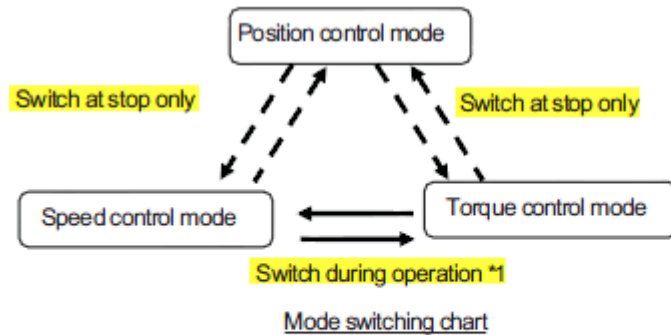 Position control mode
Switch at stop only
Switch at stop only
Speed control mode
Torque control mode
Switch during operation *1
Mode switching chart